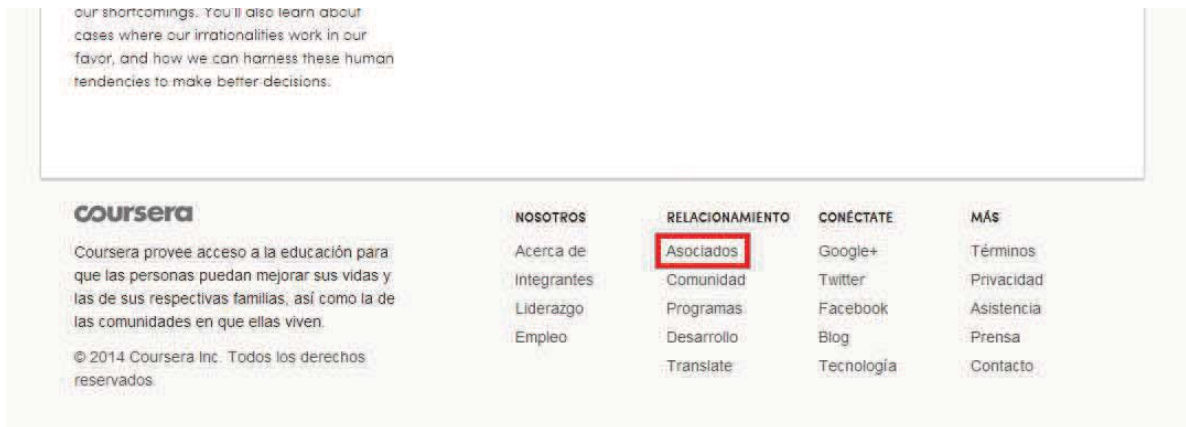 our shortcomings. You'll also learn about
cases where our irrationalities work in our
favor, and how we can harness these human
tendencies to make better decisions.
coursera
Coursera provee acceso a la educación para
que las personas puedan mejorar sus vidas y
las de sus respectivas familias, así como la de
las comunidades en que ellas viven.
© 2014 Coursera Inc. Todos los derechos
reservados.
NOSOTROS
Acerca de
Integrantes
Liderazgo
Empleo
RELACIONAMIENTO
Asociados
Comunidad
Programas
Desarrollo
Translate
CONÉCTATE
Google+
Twitter
Facebook
Blog
Tecnología
MÁS
Términos
Privacidad
Asistencia
Prensa
Contacto